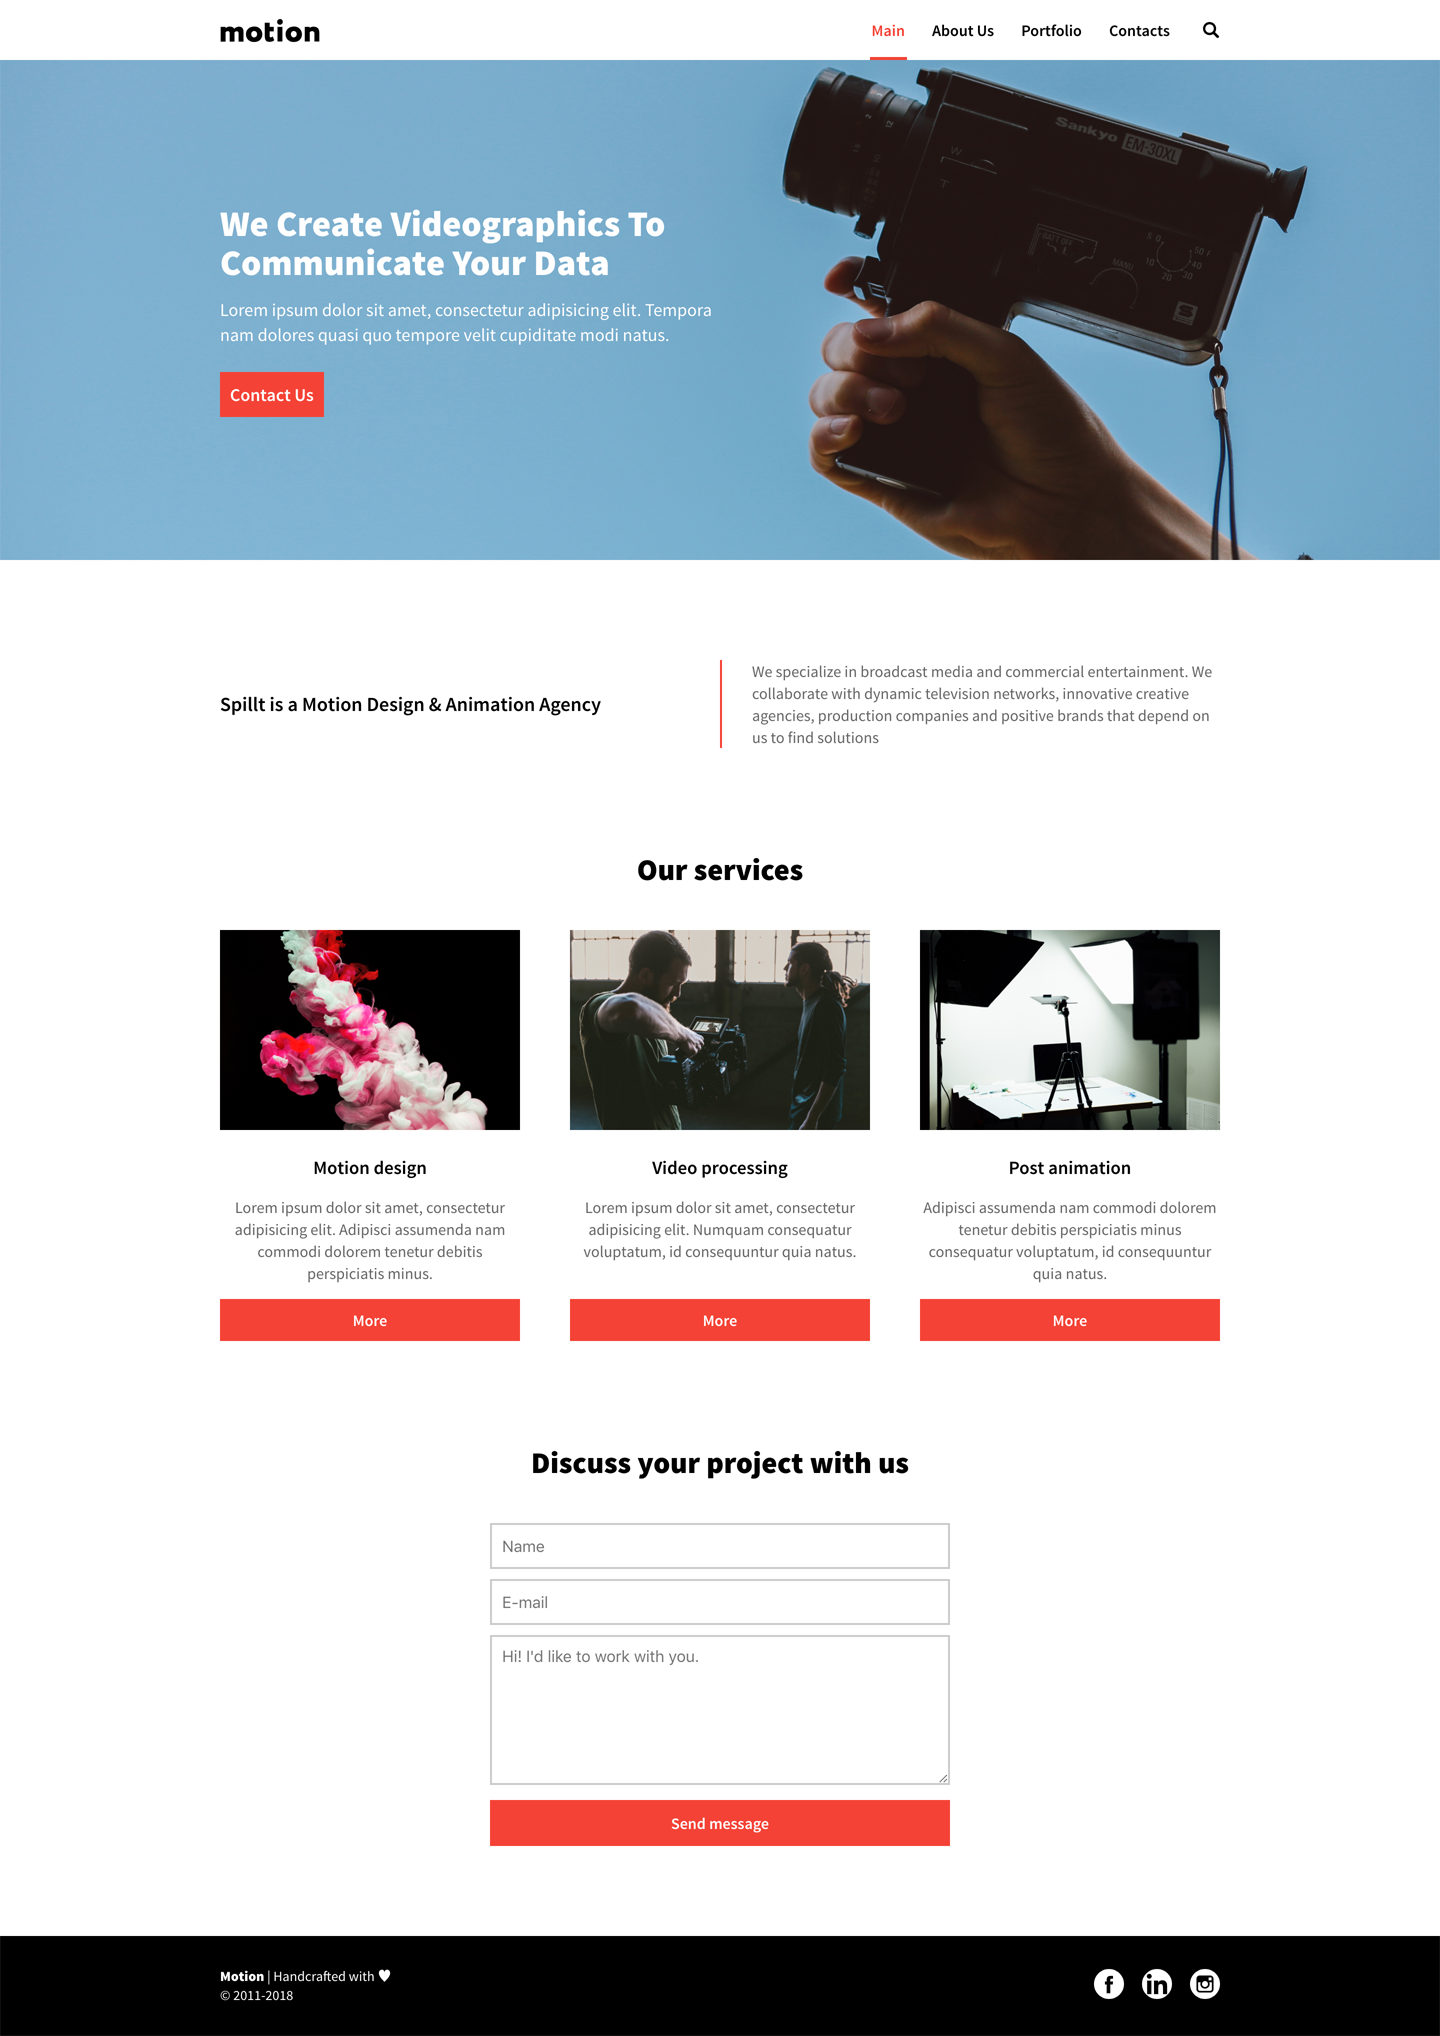 motion
Main About Us Portfolio Contacts
Sankyo EM-30XL
We Create Videographics To
Communicate Your Data
Lorem ipsum dolor sit amet, consectetur adipisicing elit. Tempora
nam dolores quasi quo tempore velit cupiditate modi natus.
Contact Us
Spillt is a Motion Design & Animation Agency
We specialize in broadcast media and commercial entertainment. We
collaborate with dynamic television networks, innovative creative
agencies, production companies and positive brands that depend on
us to find solutions
Our services
Motion design
Lorem ipsum dolor sit amet, consectetur
adipisicing elit. Adipisci assumenda nam
commodi dolorem tenetur debitis
perspiciatis minus.
More
Video processing
Lorem ipsum dolor sit amet, consectetur
adipisicing elit. Numquam consequatur
voluptatum, id consequuntur quia natus.
More
Post animation
Adipisci assumenda nam commodi dolorem
tenetur debitis perspiciatis minus
consequatur voluptatum, id consequuntur
quia natus.
More
Discuss your project with us
Name
E-mail
Hi! I'd like to work with you.
Send message
Motion | Handcrafted with
© 2011-2018